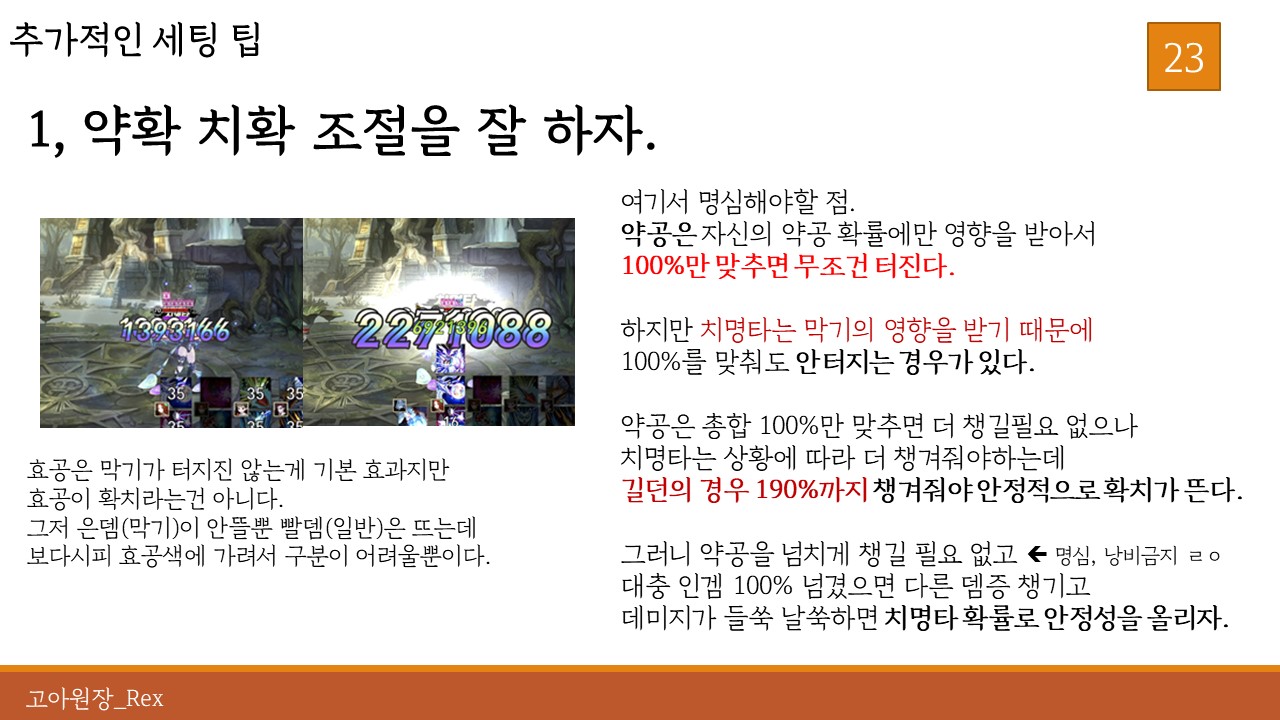 추가적인 세팅 팁
23
1, 약확 치확 조절을 잘 하자.
1393166
2271088
6921398
35
35
35
효공은 막기가 터지진 않는게 기본 효과지만
효공이 확치라는건 아니다.
그저 은뎀(막기)이 안뜰뿐 빨뎀(일반)은 뜨는데
보다시피 효공색에 가려서 구분이 어려울뿐이다.
여기서 명심해야할 점.
약공은 자신의 약공 확률에만 영향을 받아서
100%만 맞추면 무조건 터진다.
하지만 치명타는 막기의 영향을 받기 때문에
100%를 맞춰도 안 터지는 경우가 있다.
약공은 총합 100%만 맞추면 더 챙길필요 없으나
치명타는 상황에 따라 더 챙겨줘야하는데
길던의 경우 190%까지 챙겨줘야 안정적으로 확치가 뜬다.
그러니 약공을 넘치게 챙길 필요 없고 🡸 명심, 낭비금지 ㄹㅇ
대충 인겜 100% 넘겼으면 다른 뎀증 챙기고
데미지가 들쑥 날쑥하면 치명타 확률로 안정성을 올리자.
고아원장_Rex